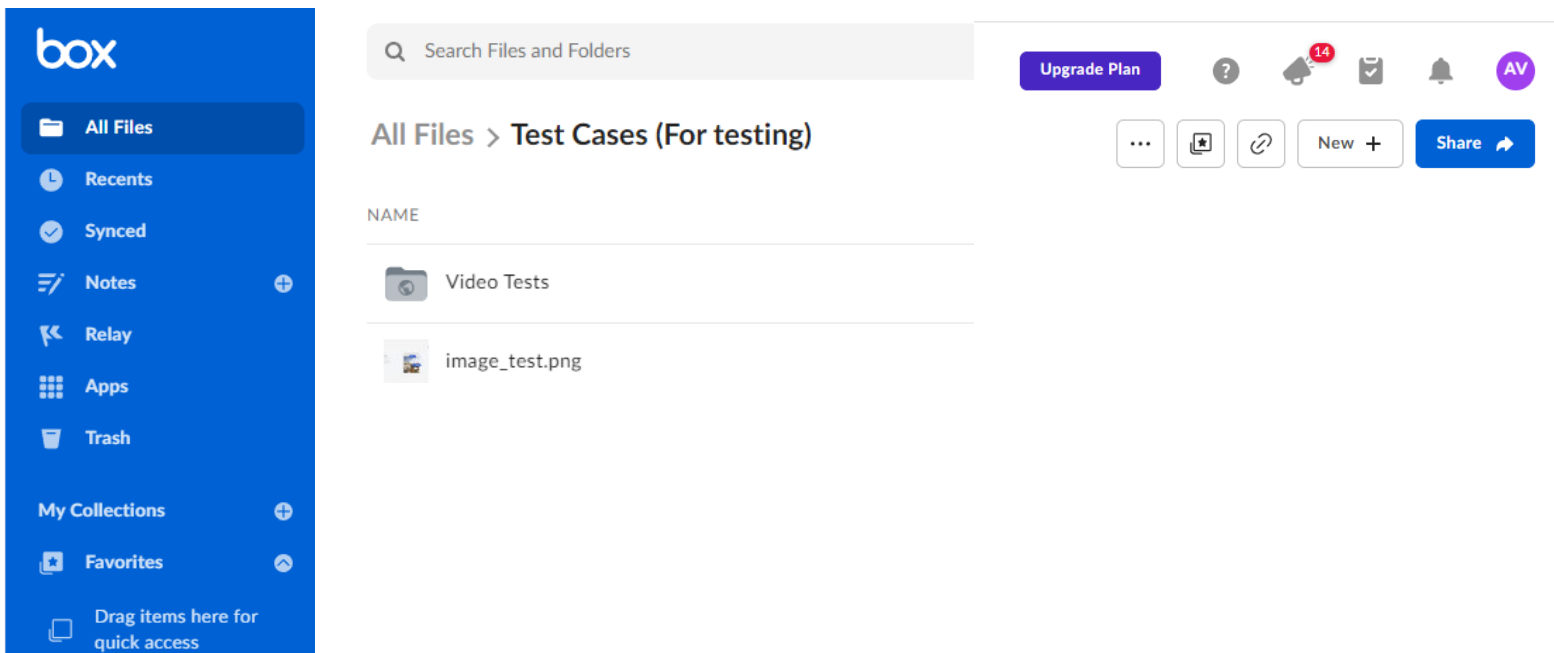 box
All Files
Recents
Synced
Notes
Relay
Apps
Trash
My Collections
Favorites
Drag items here for
quick access
Search Files and Folders
Upgrade Plan
?
14
AV
All Files > Test Cases (For testing)
...
New +
Share
NAME
Video Tests
image_test.png